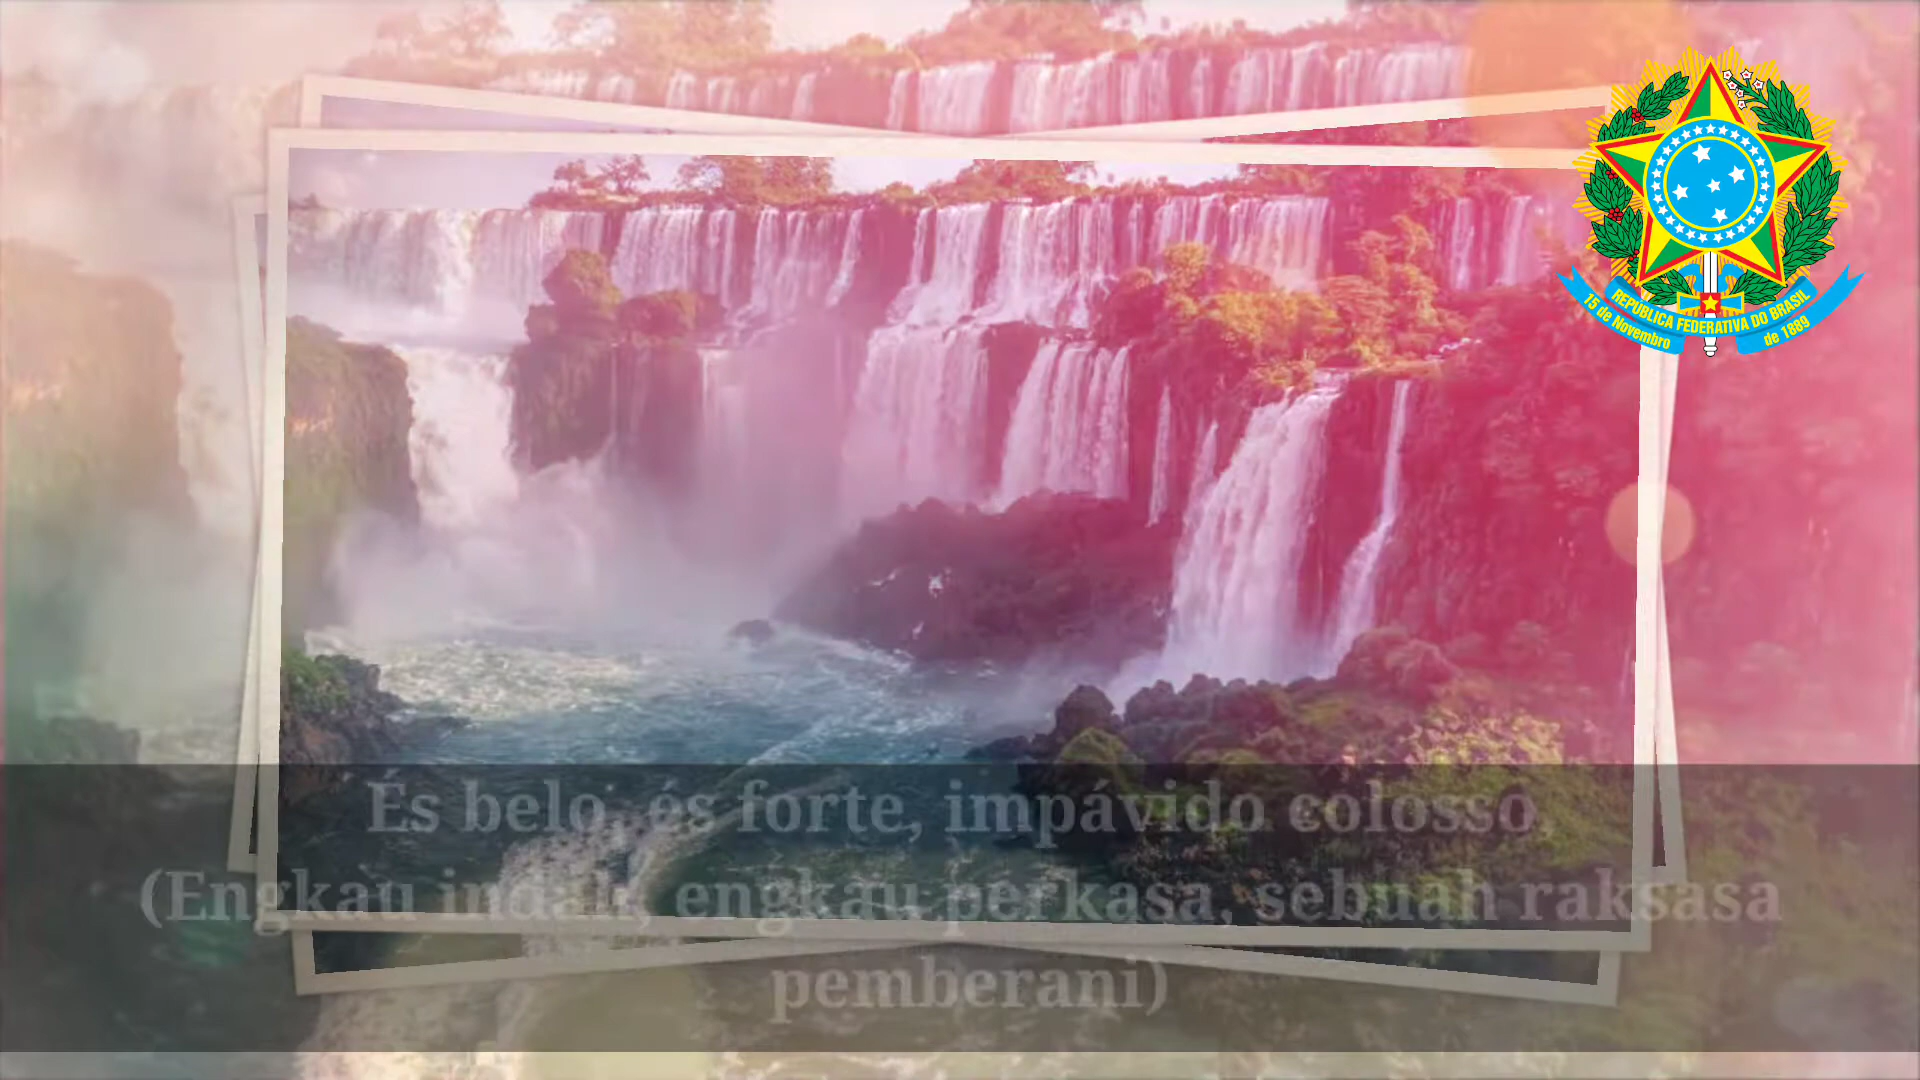 REPÚBLICA FEDERATIVA DO BRASIL
15 de Novembro de 1889
És belo, és forte, impávido colosso
(Engkau indah, engkau perkasa, sebuah raksasa
pemberani)